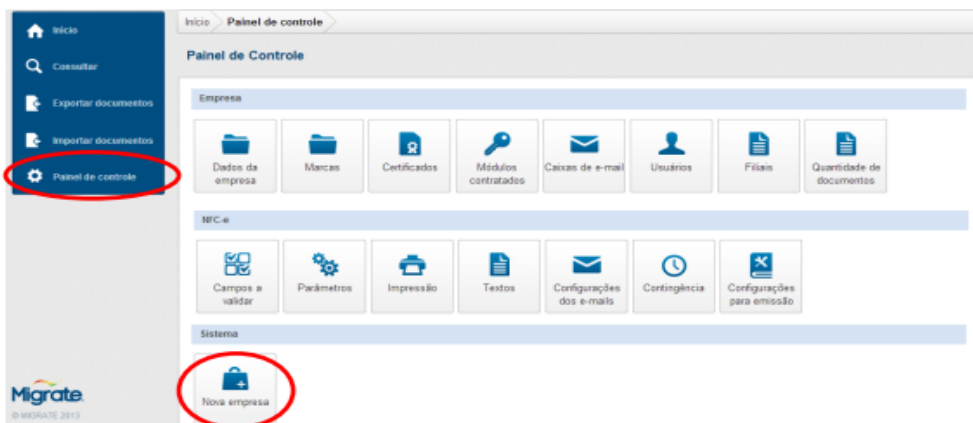 Início
Consultar
Exportar documentos
Importar documentos
Painel de controle
Migrate
© MIGRATE 2013
Início Painel de controle
Painel de Controle
Empresa
Dados da
empresa
Marcas
Certificados
Módulos
contratados
Caixas de e-mail
Usuários
Filiais
Quantidade de
documentos
NFC-e
Campos a
validar
Parâmetros
Impressão
Textos
Configurações
dos e-mails
Contingência
Configurações
para emissão
Sistema
Nova empresa